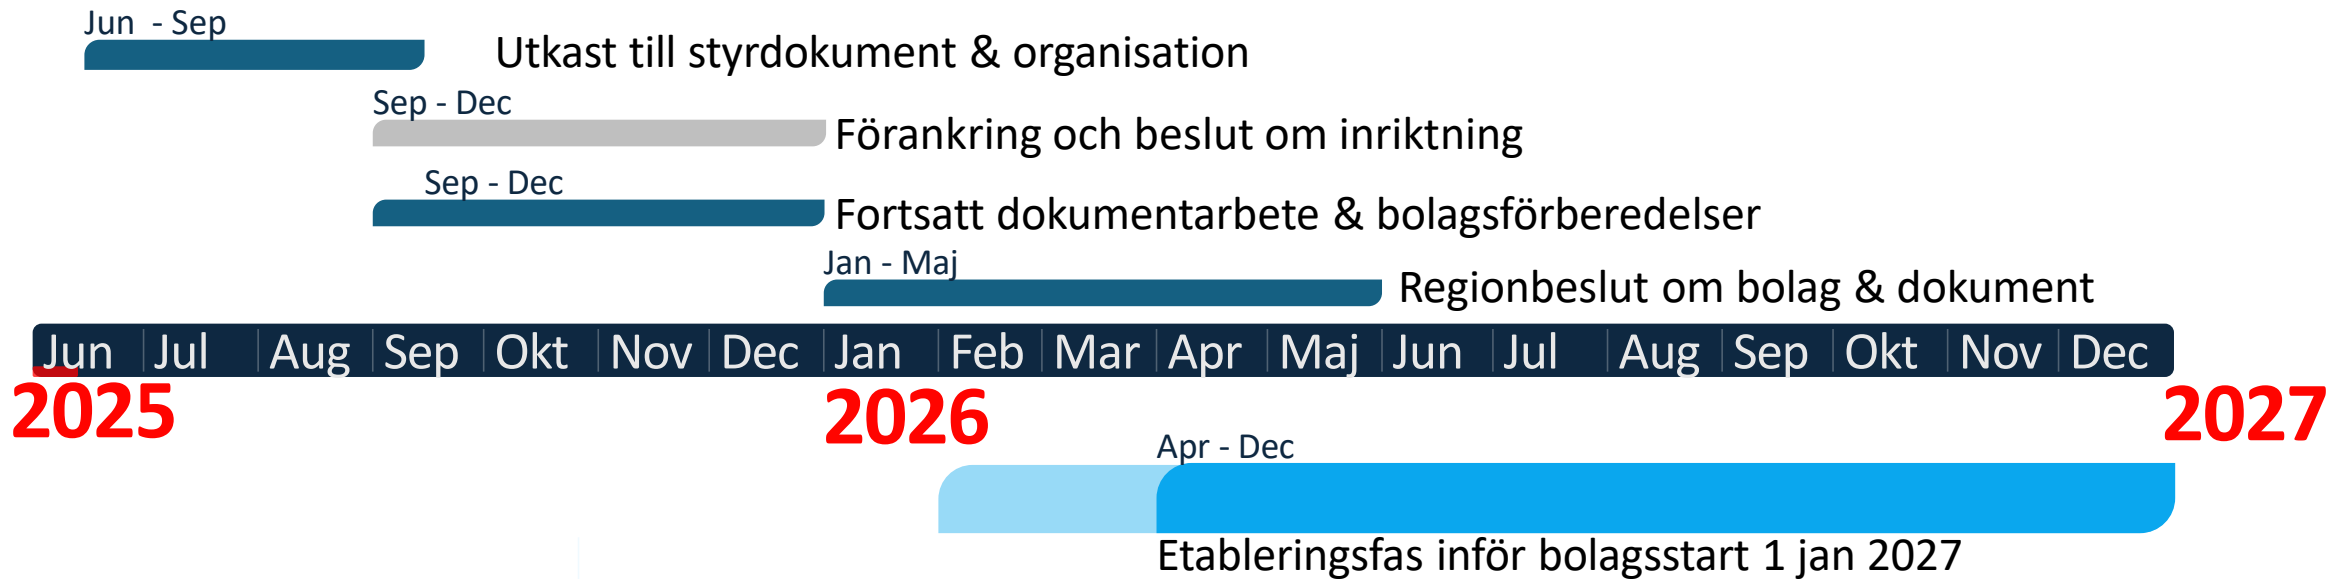 Jun - Sep
Utkast till styrdokument & organisation
Sep - Dec
Förankring och beslut om inriktning
Sep - Dec
Fortsatt dokumentarbete & bolagsförberedelser
Jan - Maj
Regionbeslut om bolag & dokument
Jun Jul Aug Sep Okt Nov Dec Jan Feb Mar Apr Maj Jun Jul Aug Sep Okt Nov Dec
2025 2026 2027
Apr - Dec
Etableringsfas inför bolagsstart 1 jan 2027